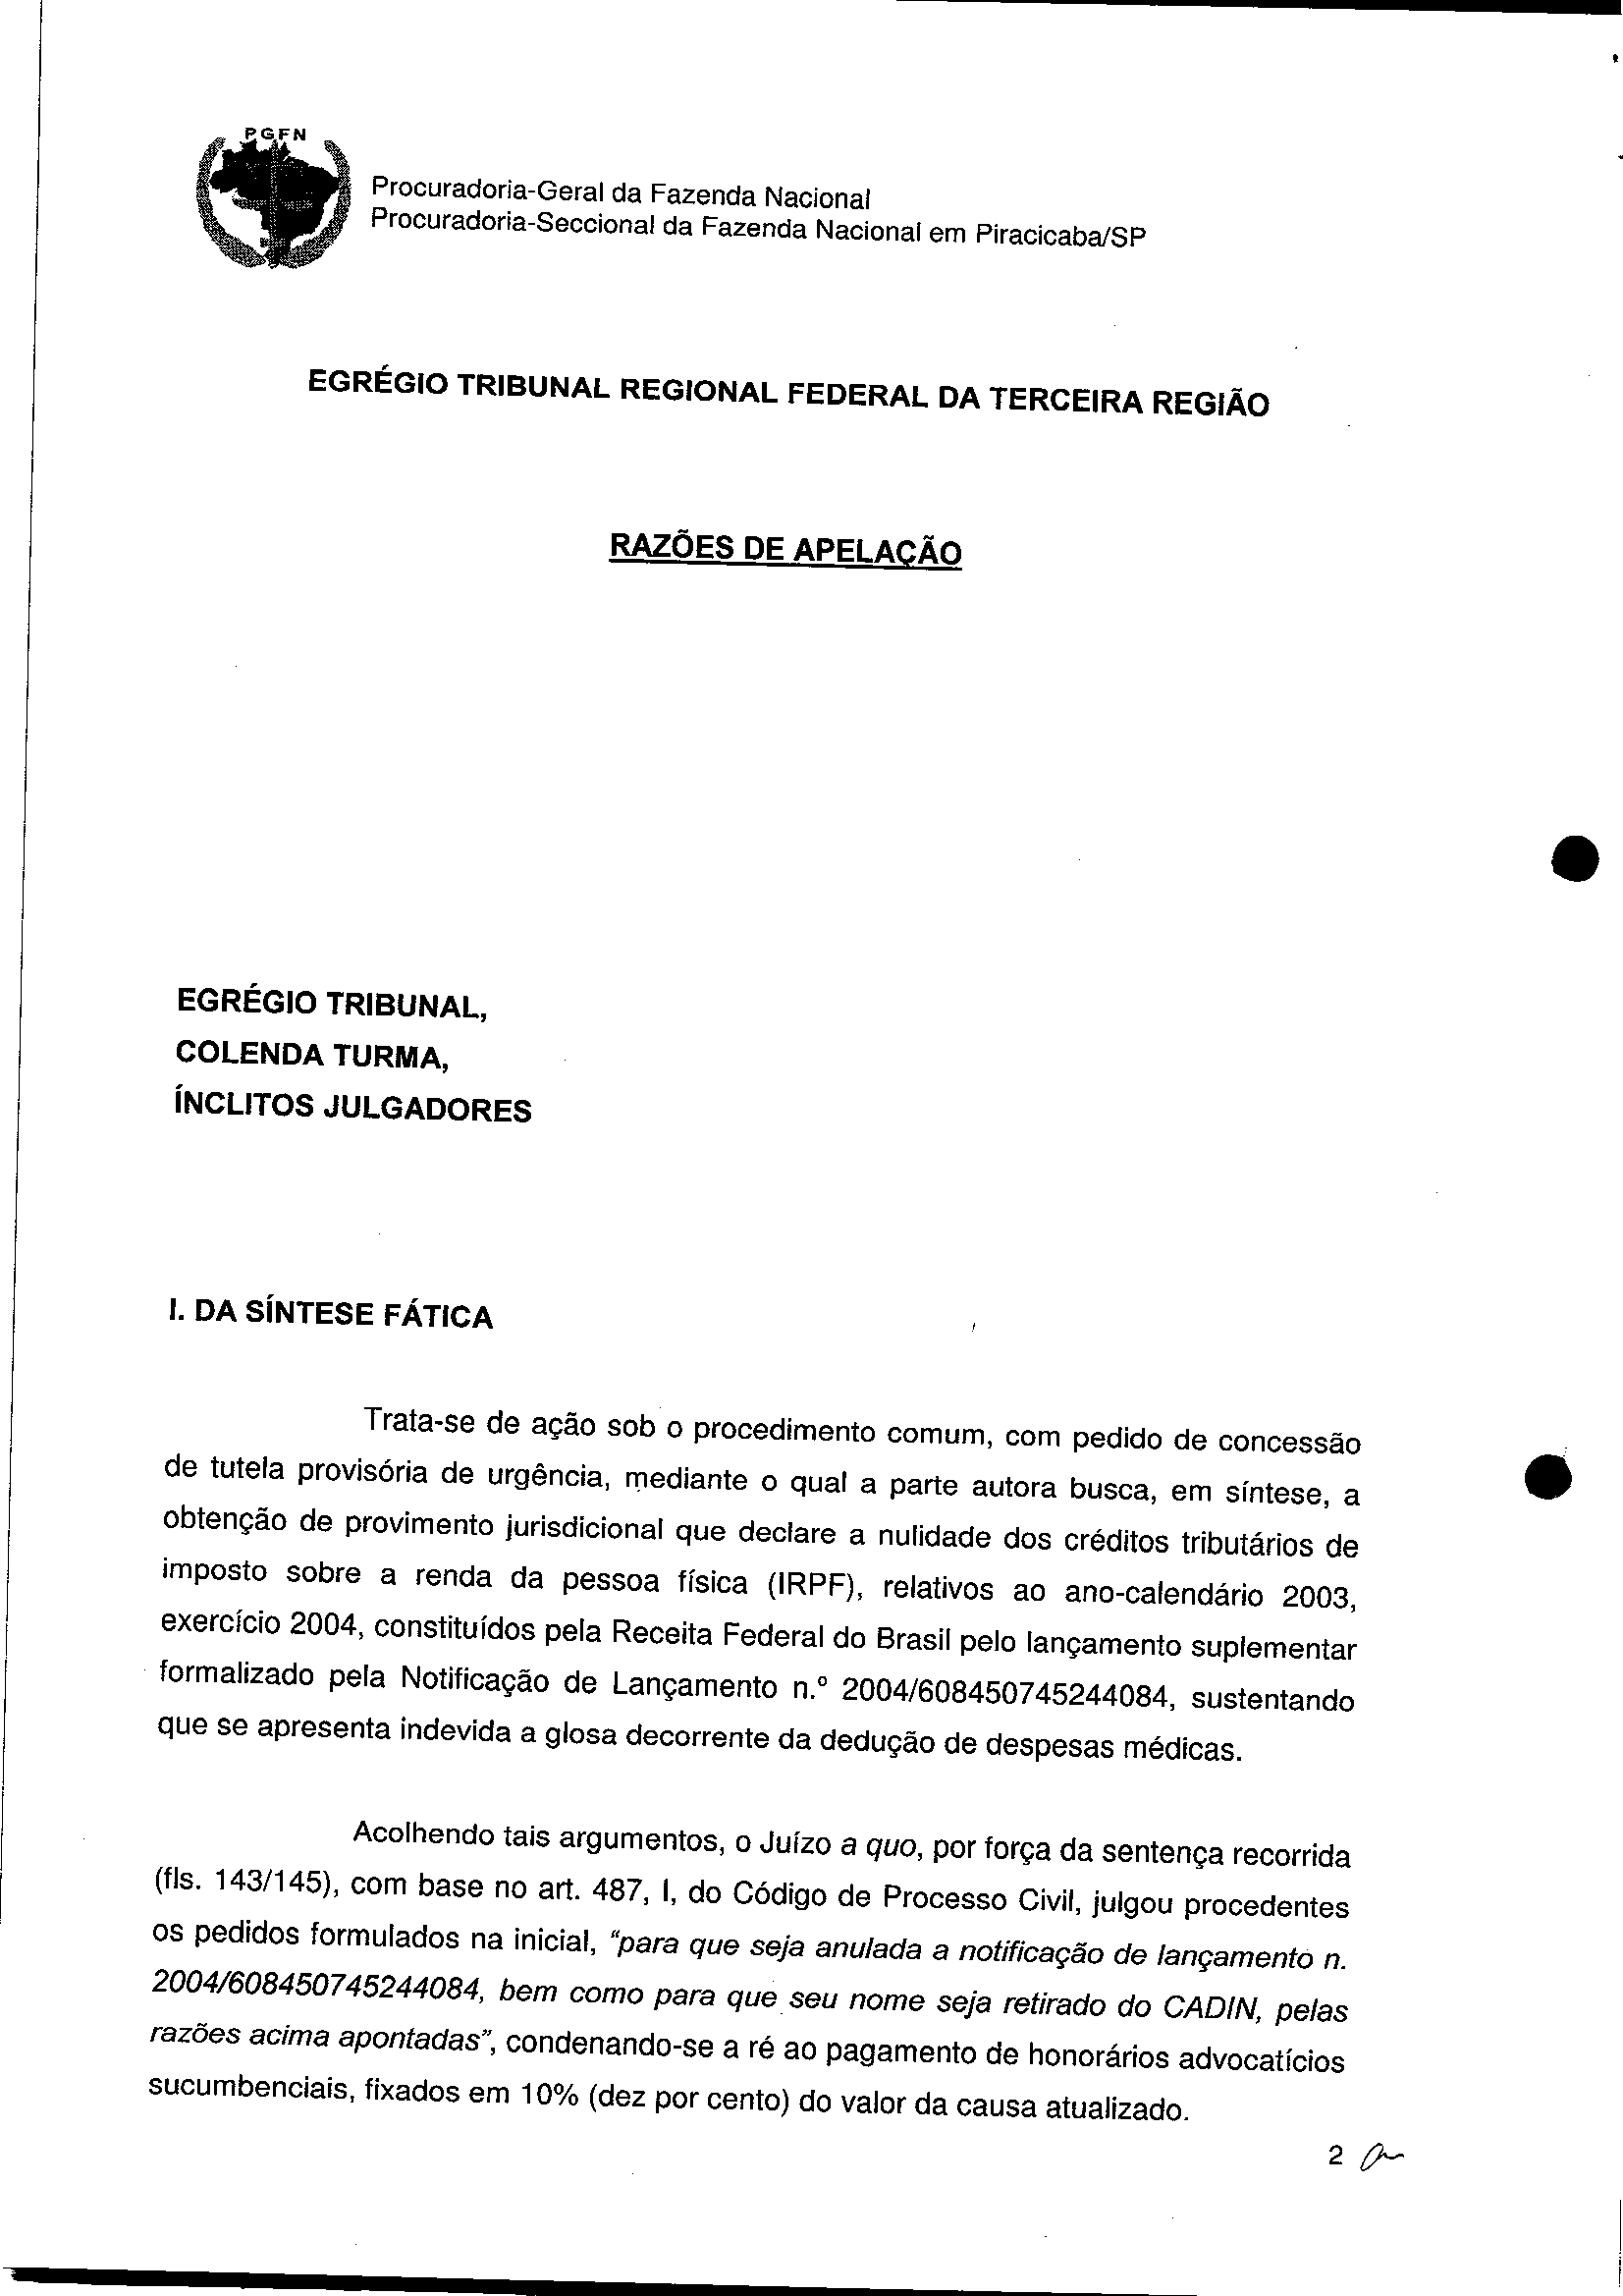 PGFN
Procuradoria-Geral da Fazenda Nacional
Procuradoria-Seccional da Fazenda Nacional em Piracicaba/SP
EGRÉGIO TRIBUNAL REGIONAL FEDERAL DA TERCEIRA REGIÃO
RAZÕES DE APELAÇÃO
EGRÉGIO TRIBUNAL,
COLENDA TURMA,
ÍNCLITOS JULGADORES
I. DA SÍNTESE FÁTICA
Trata-se de ação sob o procedimento comum, com pedido de concessão
de tutela provisória de urgência, mediante o qual a parte autora busca, em síntese, a
obtenção de provimento jurisdicional que declare a nulidade dos créditos tributários de
imposto sobre a renda da pessoa física (IRPF), relativos ao ano-calendário 2003,
exercício 2004, constituídos pela Receita Federal do Brasil pelo lançamento suplementar
formalizado pela Notificação de Lançamento n.º 2004/608450745244084, sustentando
que se apresenta indevida a glosa decorrente da dedução de despesas médicas.
Acolhendo tais argumentos, o Juízo a quo, por força da sentença recorrida
(fls. 143/145), com base no art. 487, I, do Código de Processo Civil, julgou procedentes
os pedidos formulados na inicial, "para que seja anulada a notificação de lançamento n.
2004/608450745244084, bem como para que seu nome seja retirado do CADIN, pelas
razões acima apontadas", condenando-se a ré ao pagamento de honorários advocatícios
sucumbenciais, fixados em 10% (dez por cento) do valor da causa atualizado.
2